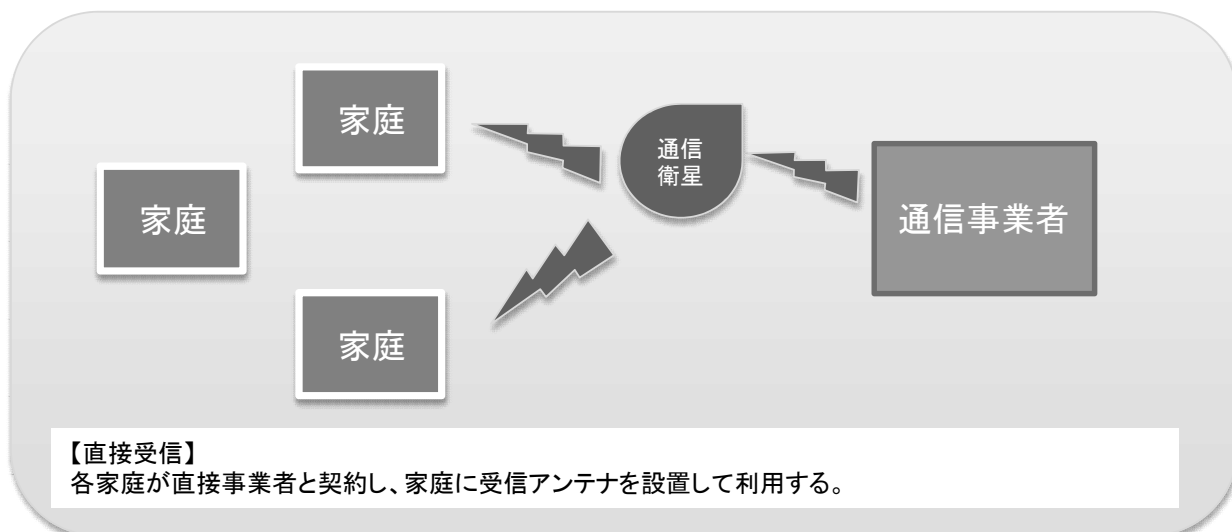 家庭
家庭
家庭
通信
衛星
通信事業者
【直接受信】
各家庭が直接事業者と契約し、家庭に受信アンテナを設置して利用する。